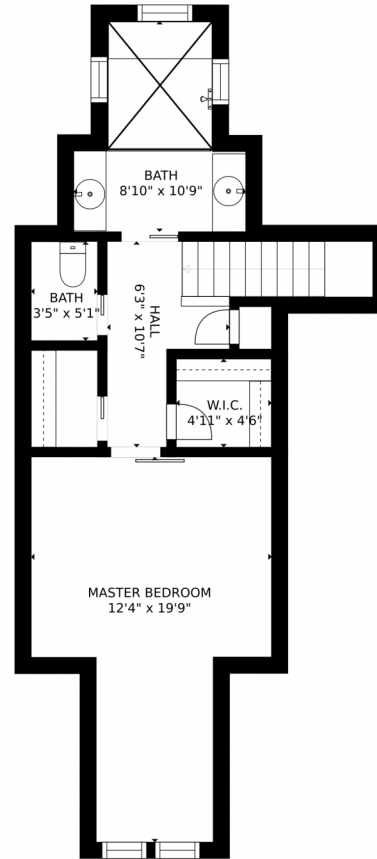 BATH
8'10" x 10'9"
BATH
3'5" x 5'1"
HALL
6'3" x 10'7"
W.I.C.
4'11" x 4'6"
MASTER BEDROOM
12'4" x 19'9"